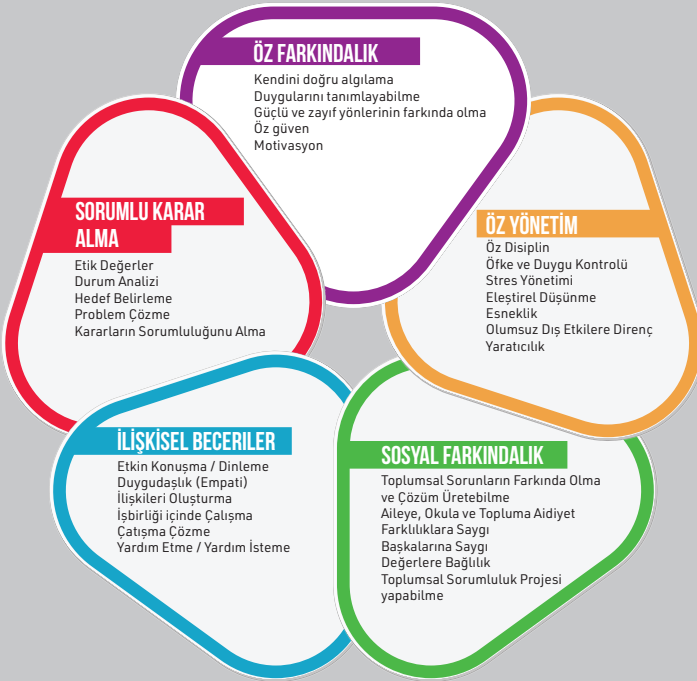 ÖZ FARKINDALIK
Kendini doğru algılama
Duygularını tanımlayabilme
Güçlü ve zayıf yönlerinin farkında olma
Öz güven
Motivasyon
SORUMLU KARAR
ALMA
Etik Değerler
Durum Analizi
Hedef Belirleme
Problem Çözme
Kararların Sorumluluğunu Alma
ÖZ YÖNETİM
Öz Disiplin
Öfke ve Duygu Kontrolü
Stres Yönetimi
Eleştirel Düşünme
Esneklik
Olumsuz Dış Etkilere Direnç
Yaratıcılık
İLİŞKİSEL BECERİLER
Etkin Konuşma / Dinleme
Duygudaşlık (Empati)
İlişkileri Oluşturma
İşbirliği içinde Çalışma
Çatışma Çözme
Yardım Etme / Yardım İsteme
SOSYAL FARKINDALIK
Toplumsal Sorunların Farkında Olma
ve Çözüm Üretebilme
Aileye, Okula ve Topluma Aidiyet
Farklılıklara Saygı
Başkalarına Saygı
Değerlere Bağlılık
Toplumsal Sorumluluk Projesi
yapabilme